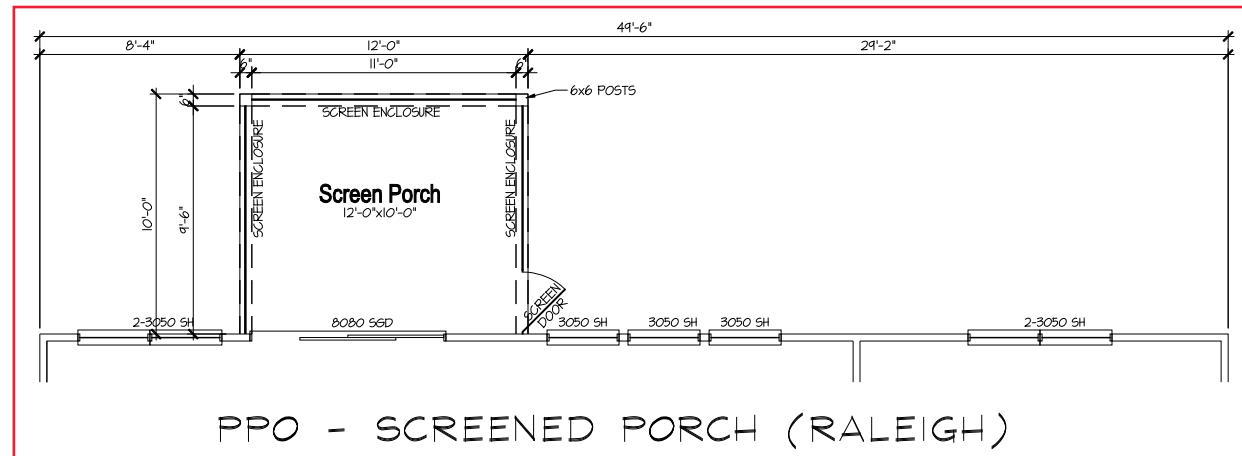 49'-6"
8'-4"
12'-0"
29'-2"
6"
11'-0"
6"
6x6 POSTS
6"
SCREEN ENCLOSURE
SCREEN ENCLOSURE
SCREEN ENCLOSURE
10'-0"
9'-6"
Screen Porch
12'-0"x10'-0"
SCREEN
DOOR
2-3050 SH
8080 SGD
3050 SH
3050 SH
3050 SH
2-3050 SH
PPO - SCREENED PORCH (RALEIGH)